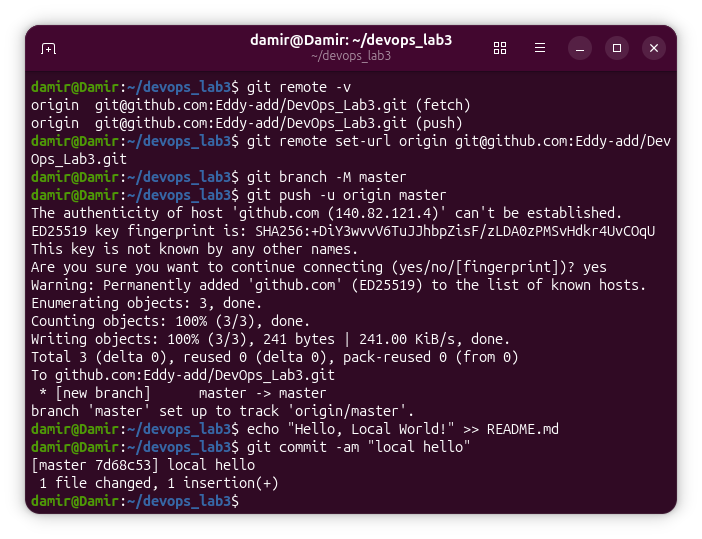 damir@Damir: ~/devops_lab3
~/devops_lab3
damir@Damir:~/devops_lab3$ git remote -v
origin  git@github.com:Eddy-add/DevOps_Lab3.git (fetch)
origin  git@github.com:Eddy-add/DevOps_Lab3.git (push)
damir@Damir:~/devops_lab3$ git remote set-url origin git@github.com:Eddy-add/Dev
Ops_Lab3.git
damir@Damir:~/devops_lab3$ git branch -M master
damir@Damir:~/devops_lab3$ git push -u origin master
The authenticity of host 'github.com (140.82.121.4)' can't be established.
ED25519 key fingerprint is: SHA256:+DiY3wvvV6TuJJhbpZisF/zLDA0zPMSvHdkr4UvCOqU
This key is not known by any other names.
Are you sure you want to continue connecting (yes/no/[fingerprint])? yes
Warning: Permanently added 'github.com' (ED25519) to the list of known hosts.
Enumerating objects: 3, done.
Counting objects: 100% (3/3), done.
Writing objects: 100% (3/3), 241 bytes | 241.00 KiB/s, done.
Total 3 (delta 0), reused 0 (delta 0), pack-reused 0 (from 0)
To github.com:Eddy-add/DevOps_Lab3.git
 * [new branch]      master -> master
branch 'master' set up to track 'origin/master'.
damir@Damir:~/devops_lab3$ echo "Hello, Local World!" >> README.md
damir@Damir:~/devops_lab3$ git commit -am "local hello"
[master 7d68c53] local hello
 1 file changed, 1 insertion(+)
damir@Damir:~/devops_lab3$